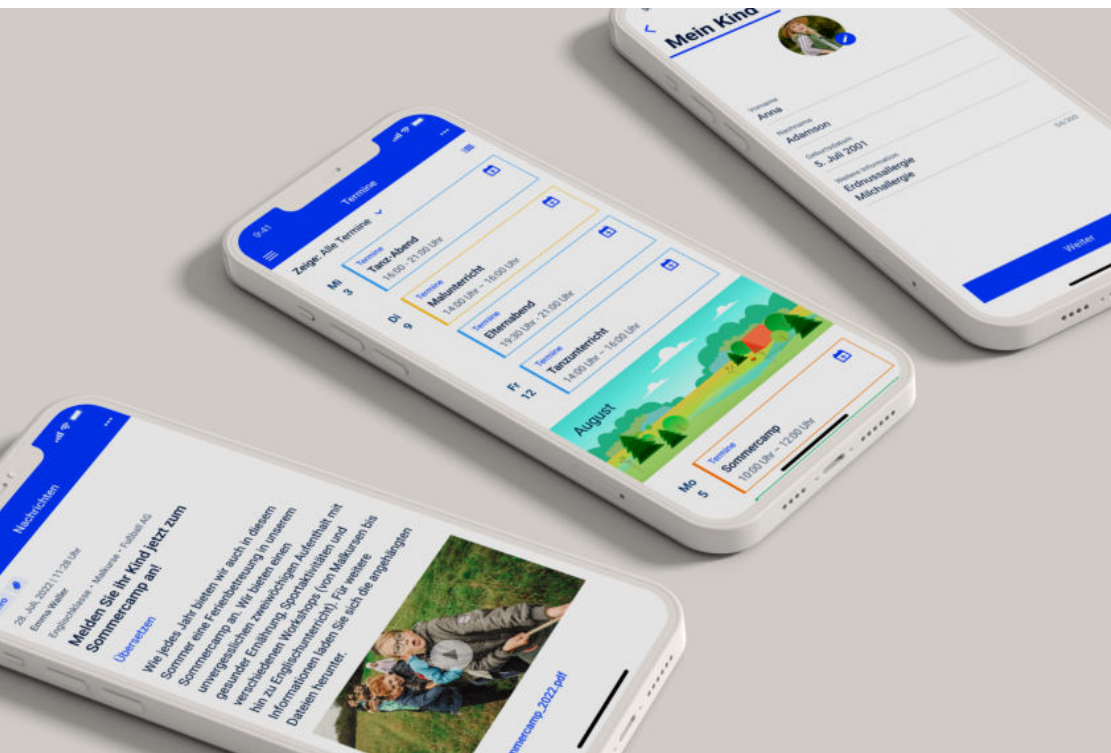 Mein Kind
Vorname
Anna
Nachname
Adamson
Geburtsdatum
5. Juli 2001
Weitere Information
Erdnussallergie
Milchallergie
Weiter
9:41
Termine
Zeige: Alle Termine
Mi
3
Termine
Tanz-Abend
16:00 - 21:00 Uhr
Di
9
Termine
Malunterricht
14:00 Uhr – 16:00 Uhr
Termine
Elternabend
19:30 Uhr - 21:00 Uhr
Fr
12
Termine
Tanzunterricht
14:00 Uhr – 16:00 Uhr
August
Mo
5
Termine
Sommercamp
10:00 Uhr – 12:00 Uhr
Nachrichten
28. Juli, 2022 | 11:28 Uhr
Emma Waller
Englischklasse • Malkurse • Fußball AG
Melden Sie ihr Kind jetzt zum
Sommercamp an!
Übersetzen
Wie jedes Jahr bieten wir auch in diesem
Sommer eine Ferienbetreuung in unserem
Sommercamp an. Wir bieten einen
unvergesslichen zweiwöchigen Aufenthalt mit
gesunder Ernährung, Sportaktivitäten und
verschiedenen Workshops (von Malkursen bis
hin zu Englischunterricht). Für weitere
Informationen laden Sie sich die angehängten
Dateien herunter.
mmercamp_2022.pdf